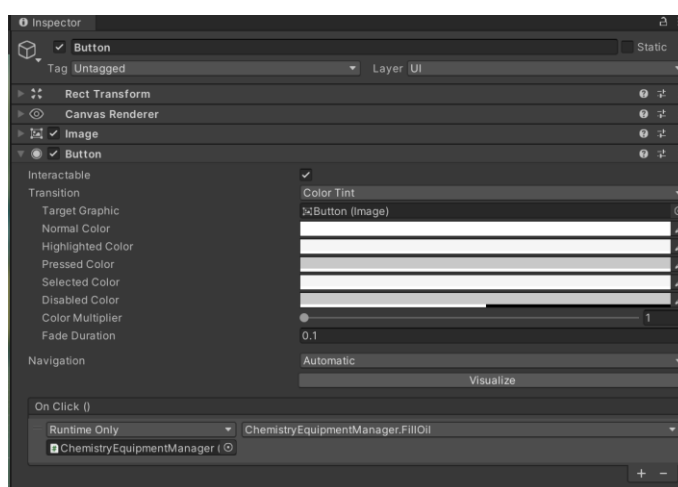 Inspector
Button Static
Tag Untagged Layer UI
Rect Transform
Canvas Renderer
Image
Button
Interactable
Transition Color Tint
Target Graphic Button (Image)
Normal Color
Highlighted Color
Pressed Color
Selected Color
Disabled Color
Color Multiplier 1
Fade Duration 0.1
Navigation Automatic
Visualize
On Click ()
Runtime Only ChemistryEquipmentManager.FillOil
ChemistryEquipmentManager (
+ −